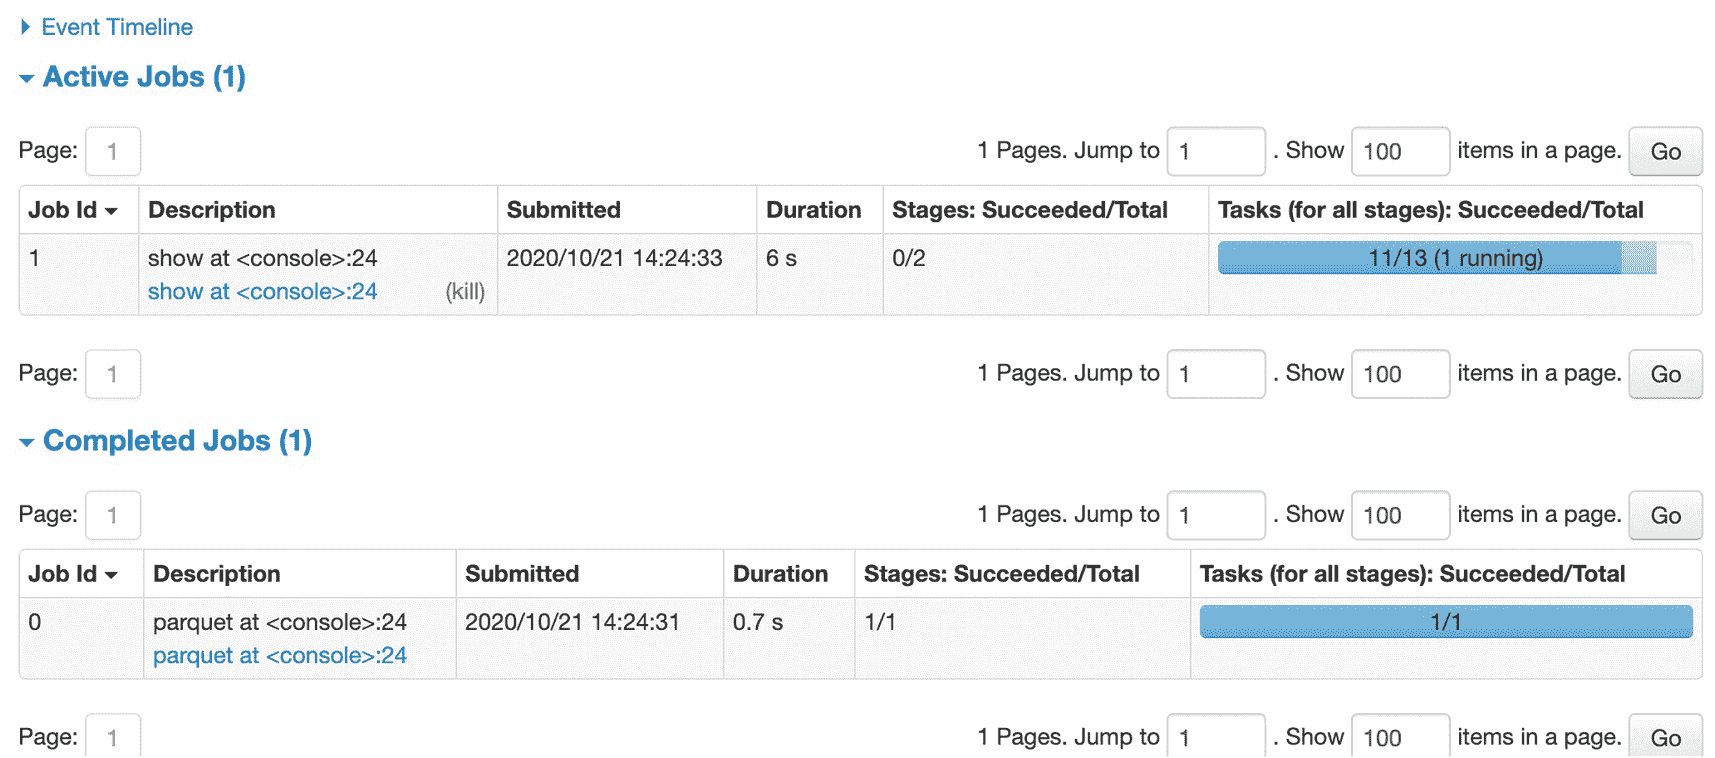 Event Timeline
Active Jobs (1)
Page: 1 1 Pages. Jump to 1 . Show 100 items in a page. Go
Job Id Description Submitted Duration Stages: Succeeded/Total Tasks (for all stages): Succeeded/Total
1 show at <console>:24 2020/10/21 14:24:33 6 s 0/2 11/13 (1 running)
show at <console>:24 (kill)
Page: 1 1 Pages. Jump to 1 . Show 100 items in a page. Go
Completed Jobs (1)
Page: 1 1 Pages. Jump to 1 . Show 100 items in a page. Go
Job Id Description Submitted Duration Stages: Succeeded/Total Tasks (for all stages): Succeeded/Total
0 parquet at <console>:24 2020/10/21 14:24:31 0.7 s 1/1 1/1
parquet at <console>:24
Page: 1 1 Pages. Jump to 1 . Show 100 items in a page. Go